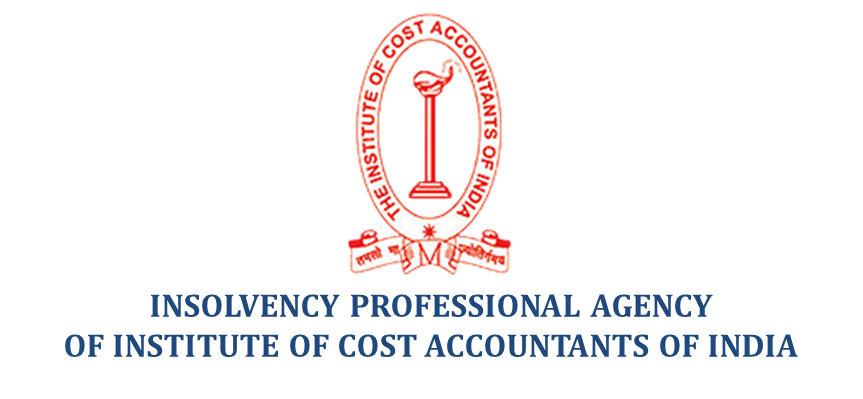 THE INSTITUTE OF COST ACCOUNTANTS OF INDIA
तमसो मा ज्योतिर्गमय
M
INSOLVENCY PROFESSIONAL AGENCY
OF INSTITUTE OF COST ACCOUNTANTS OF INDIA